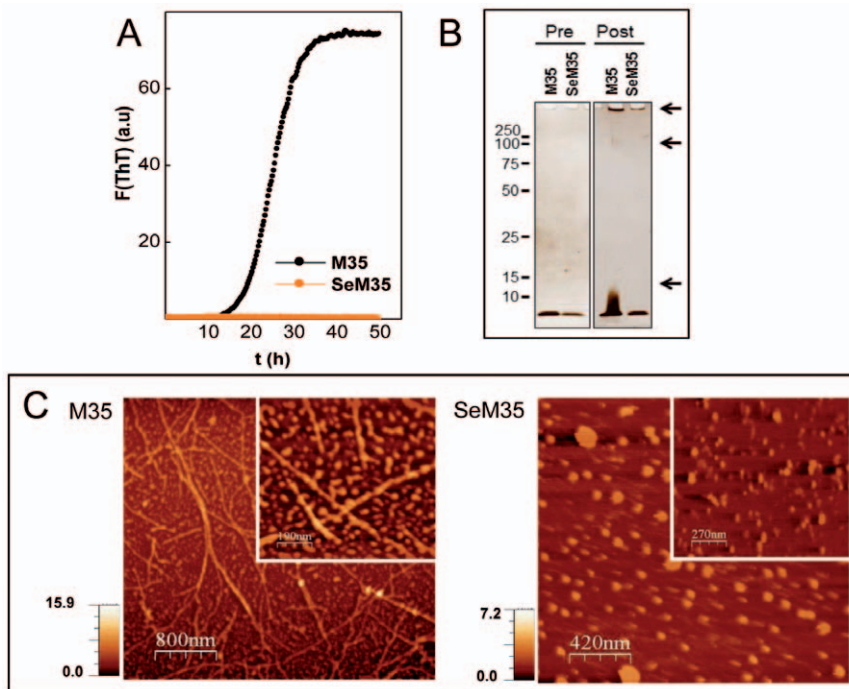 A
F(ThT) (a.u)
60
40
20
M35
SeM35
10 20 30 40 50
t (h)
B
Pre Post
M35 SeM35 M35 SeM35
250
100
75
50
25
15
10
C
M35
15.9
0.0
800nm
190nm
SeM35
7.2
0.0
420nm
270nm